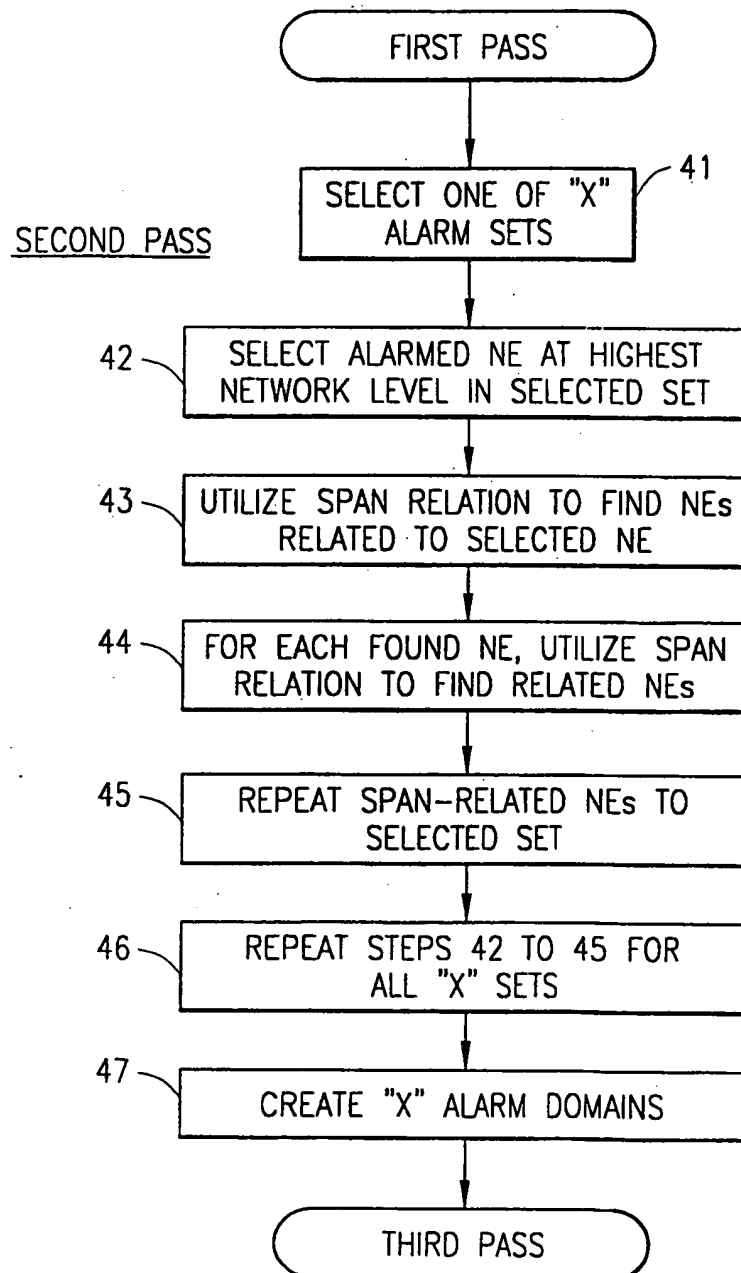 FIRST PASS
41
SELECT ONE OF "X"
ALARM SETS
SECOND PASS
42
SELECT ALARMED NE AT HIGHEST
NETWORK LEVEL IN SELECTED SET
43
UTILIZE SPAN RELATION TO FIND NEs
RELATED TO SELECTED NE
44
FOR EACH FOUND NE, UTILIZE SPAN
RELATION TO FIND RELATED NEs
45
REPEAT SPAN-RELATED NEs TO
SELECTED SET
46
REPEAT STEPS 42 TO 45 FOR
ALL "X" SETS
47
CREATE "X" ALARM DOMAINS
THIRD PASS